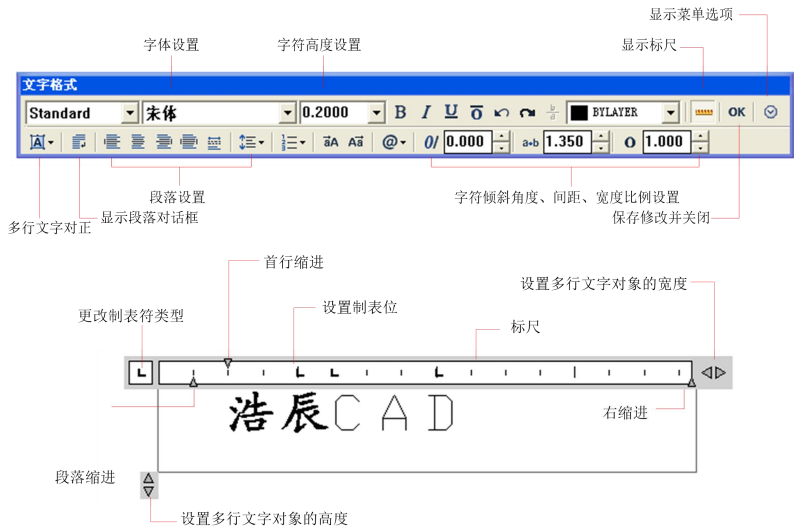 显示菜单选项
字体设置 字符高度设置 显示标尺
文字格式
Standard 朱体 0.2000 B I U O b/a BYLAYER OK
A aA Aa @ 0/ 0.000 a*b 1.350 O 1.000
段落设置 字符倾斜角度、间距、宽度比例设置
多行文字对正 显示段落对话框 保存修改并关闭
首行缩进
设置多行文字对象的宽度
更改制表符类型 设置制表位
标尺
浩辰CAD
右缩进
段落缩进
设置多行文字对象的高度